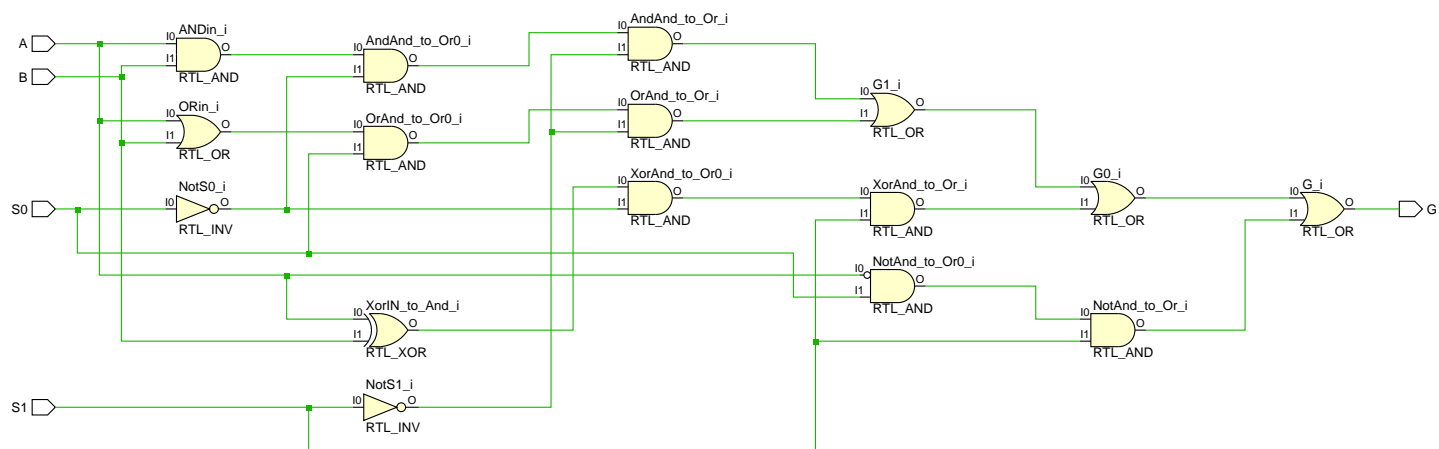 A
B
S0
S1
ANDin_i
I0
I1
O
RTL_AND
ORin_i
I0
I1
O
RTL_OR
NotS0_i
I0
O
RTL_INV
AndAnd_to_Or0_i
I0
I1
O
RTL_AND
OrAnd_to_Or0_i
I0
I1
O
RTL_AND
XorIN_to_And_i
I0
I1
O
RTL_XOR
NotS1_i
I0
O
RTL_INV
AndAnd_to_Or_i
I0
I1
O
RTL_AND
OrAnd_to_Or_i
I0
I1
O
RTL_AND
XorAnd_to_Or0_i
I0
I1
O
RTL_AND
G1_i
I0
I1
O
RTL_OR
XorAnd_to_Or_i
I0
I1
O
RTL_AND
NotAnd_to_Or0_i
I0
I1
O
RTL_AND
G0_i
I0
I1
O
RTL_OR
NotAnd_to_Or_i
I0
I1
O
RTL_AND
G_i
I0
I1
O
RTL_OR
G